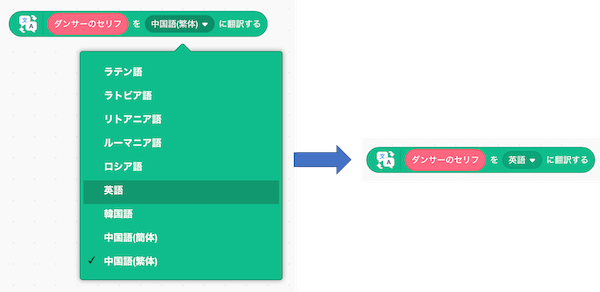 ダンサーのセリフ を 中国語(繁体) に翻訳する
ラテン語
ラトビア語
リトアニア語
ルーマニア語
ロシア語
英語
韓国語
中国語(簡体)
✓ 中国語(繁体)
ダンサーのセリフ を 英語 に翻訳する